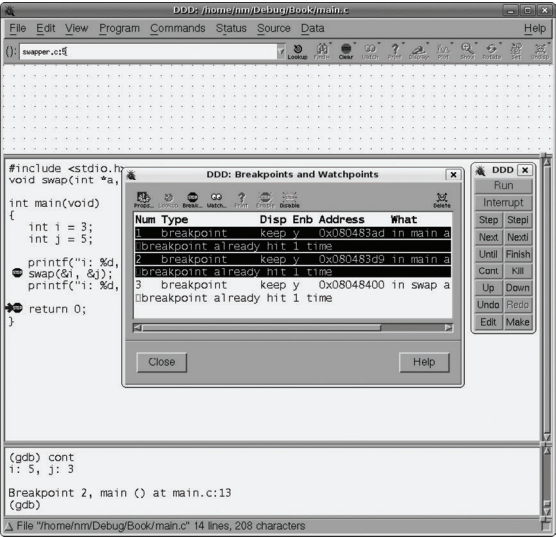 DDD: /home/nm/Debug/Book/main.c
File Edit View Program Commands Status Source Data Help
(): swapper.c:5
Lookup Find» Clear Watch Print Display Plot Show Rotate Set Undisp
#include <stdio.h>
void swap(int *a,
int main(void)
{
int i = 3;
int j = 5;
printf("i: %d,
swap(&i, &j);
printf("i: %d,
return 0;
}
DDD: Breakpoints and Watchpoints
Props... Lookup Break... Watch... Print Enable Disable Delete
Num Type Disp Enb Address What
1 breakpoint keep y 0x080483ad in main a
breakpoint already hit 1 time
2 breakpoint keep y 0x080483d9 in main a
breakpoint already hit 1 time
3 breakpoint keep y 0x08048400 in swap a
breakpoint already hit 1 time
Close Help
DDD
Run
Interrupt
Step Stepi
Next Nexti
Until Finish
Cont Kill
Up Down
Undo Redo
Edit Make
(gdb) cont
i: 5, j: 3
Breakpoint 2, main () at main.c:13
(gdb)
File "/home/nm/Debug/Book/main.c" 14 lines, 208 characters